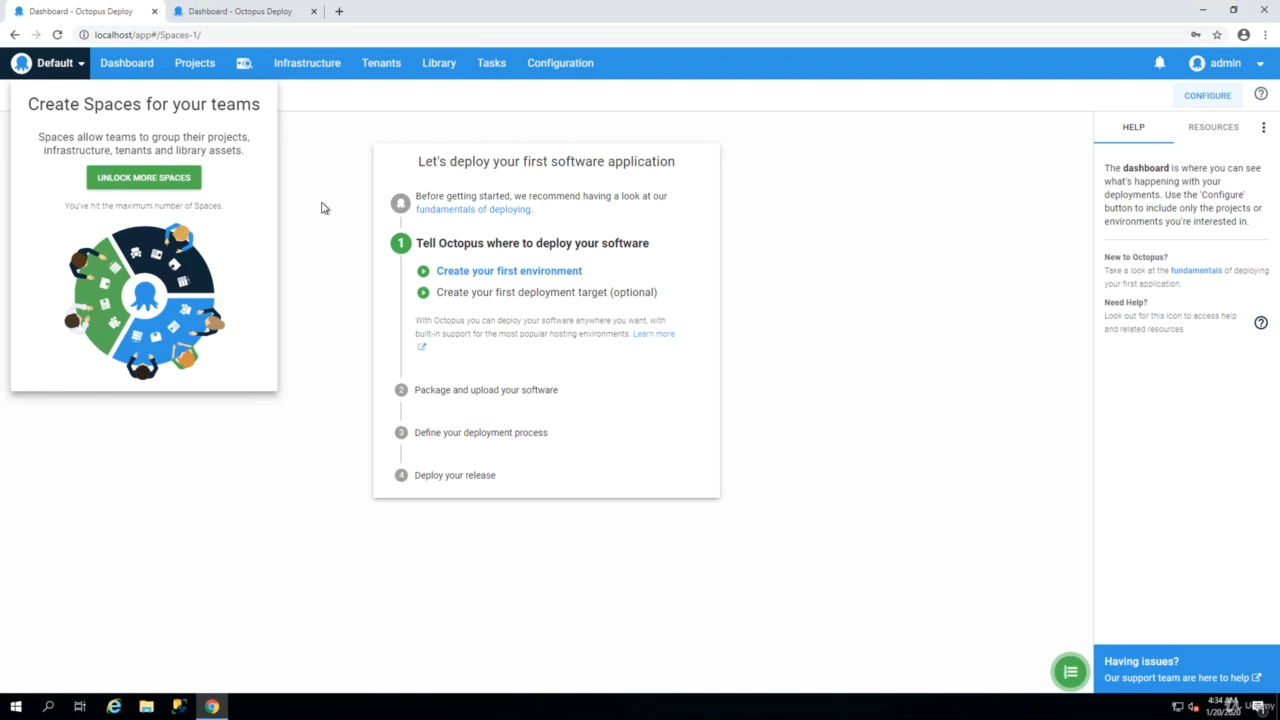 Dashboard - Octopus Deploy
Dashboard - Octopus Deploy
localhost/app#/Spaces-1/
Default
Dashboard
Projects
Infrastructure
Tenants
Library
Tasks
Configuration
admin
Create Spaces for your teams
Spaces allow teams to group their projects,
infrastructure, tenants and library assets.
UNLOCK MORE SPACES
You've hit the maximum number of Spaces.
CONFIGURE
Let's deploy your first software application
Before getting started, we recommend having a look at our
fundamentals of deploying.
1 Tell Octopus where to deploy your software
Create your first environment
Create your first deployment target (optional)
With Octopus you can deploy your software anywhere you want, with
built-in support for the most popular hosting environments. Learn more
2 Package and upload your software
3 Define your deployment process
4 Deploy your release
HELP
RESOURCES
The dashboard is where you can see
what's happening with your
deployments. Use the 'Configure'
button to include only the projects or
environments you're interested in.
New to Octopus?
Take a look at the fundamentals of deploying
your first application.
Need Help?
Look out for this icon to access help
and related resources
Having issues?
Our support team are here to help
4:34 AM
1/20/2020
Udemy